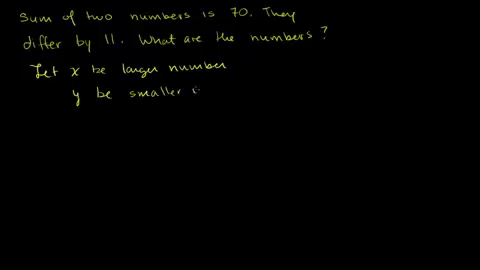 Sum of two numbers is 70. They
differ by 11. What are the numbers?
Let x be larger number
y be smaller